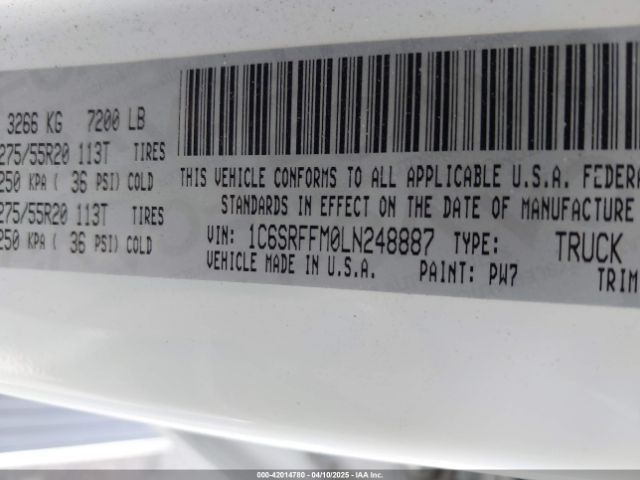 3266 KG 7200 LB
275/55R20 113T TIRES
250 KPA ( 36 PSI) COLD
275/55R20 113T TIRES
250 KPA ( 36 PSI) COLD
THIS VEHICLE CONFORMS TO ALL APPLICABLE U.S.A. FEDERA
STANDARDS IN EFFECT ON THE DATE OF MANUFACTURE
VIN: 1C6SRFFM0LN248887 TYPE: TRUCK
VEHICLE MADE IN U.S.A. PAINT: PW7
TRIM
000-42014780 - 04/10/2025 - IAA Inc.